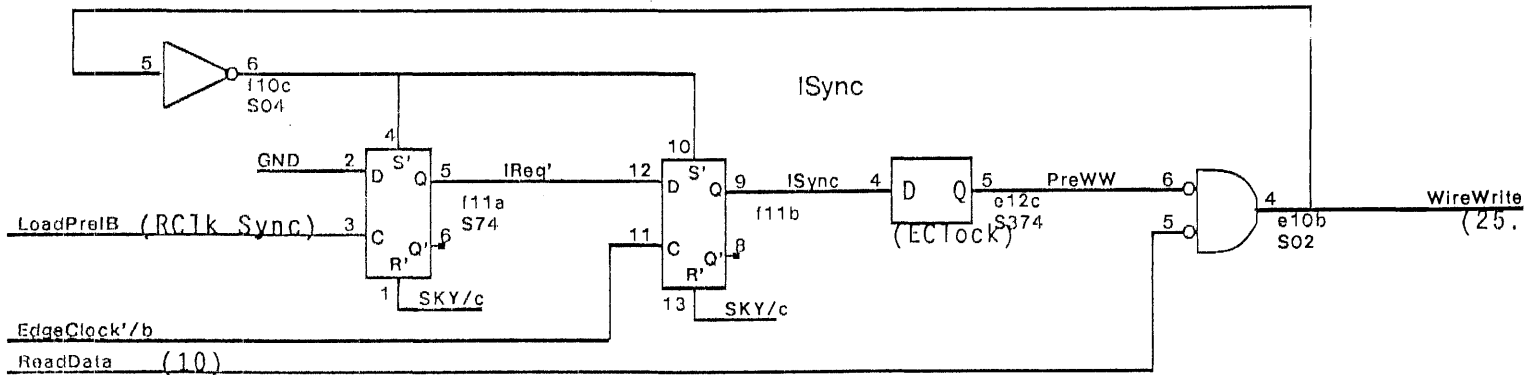 5
6
f10c
S04
ISync
4
10
GND
2
S'
D
Q
5
IReq'
12
S'
D
Q
9
ISync
4
D
Q
5
PreWW
6
4
WireWrite
(25.
f11a
S74
f11b
e12c
S374
(EClock)
5
e10b
S02
LoadPreIB (RClk Sync)
3
C
Q'
6
R'
11
C
Q'
8
R'
1
SKY/c
13
SKY/c
EdgeClock'/b
ReadData (10)